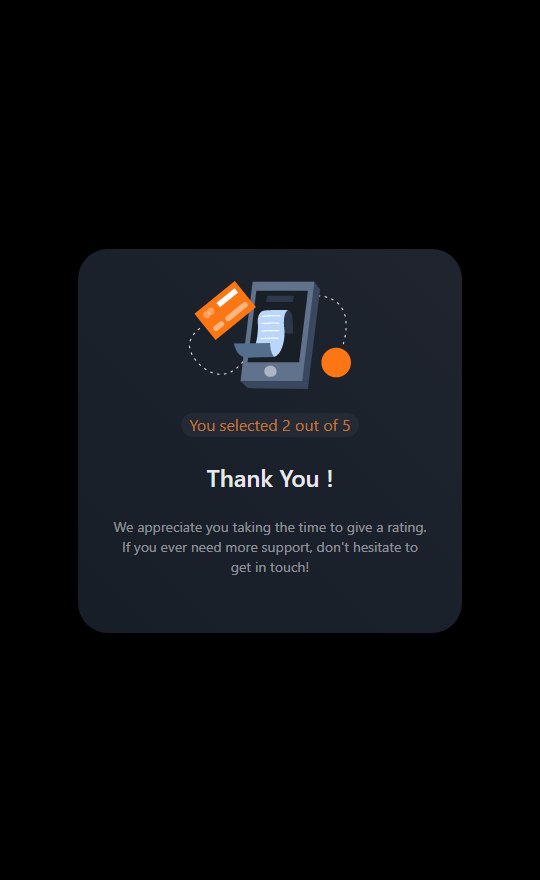 You selected 2 out of 5
Thank You !
We appreciate you taking the time to give a rating.
If you ever need more support, don't hesitate to
get in touch!